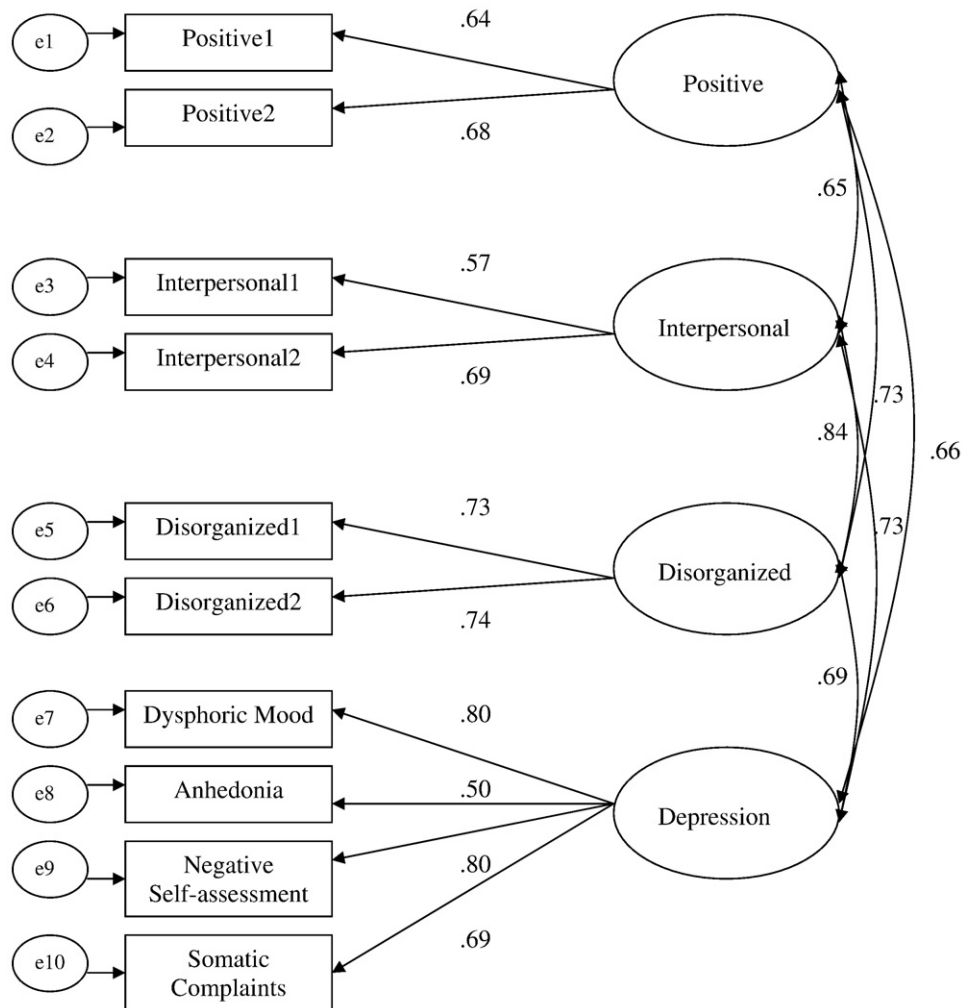 e1
Positive1
.64
Positive
e2
Positive2
.68
.65
e3
Interpersonal1
.57
Interpersonal
e4
Interpersonal2
.69
.73
.84
.66
e5
Disorganized1
.73
.73
Disorganized
e6
Disorganized2
.74
.69
e7
Dysphoric Mood
.80
e8
Anhedonia
.50
Depression
e9
Negative
Self-assessment
.80
e10
Somatic
Complaints
.69